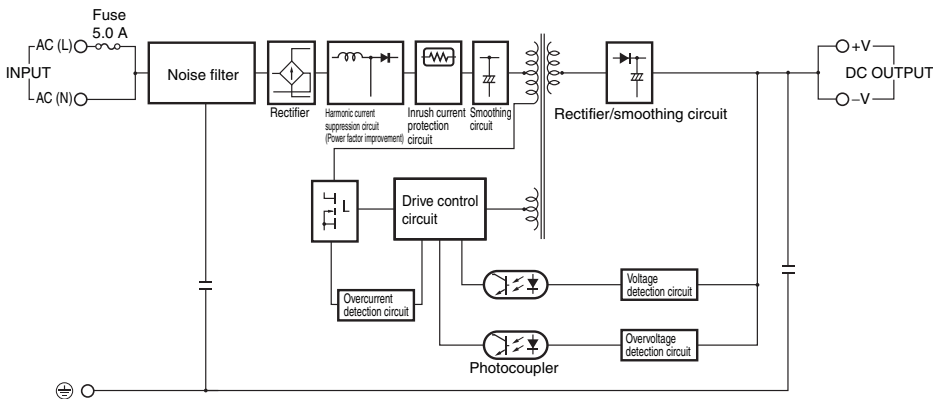 Fuse
5.0 A
AC (L)
INPUT
AC (N)
Noise filter
Rectifier
Harmonic current
suppression circuit
(Power factor improvement)
Inrush current
protection
circuit
Smoothing
circuit
Rectifier/smoothing circuit
+V
DC OUTPUT
–V
Drive control
circuit
Overcurrent
detection circuit
Voltage
detection circuit
Overvoltage
detection circuit
Photocoupler